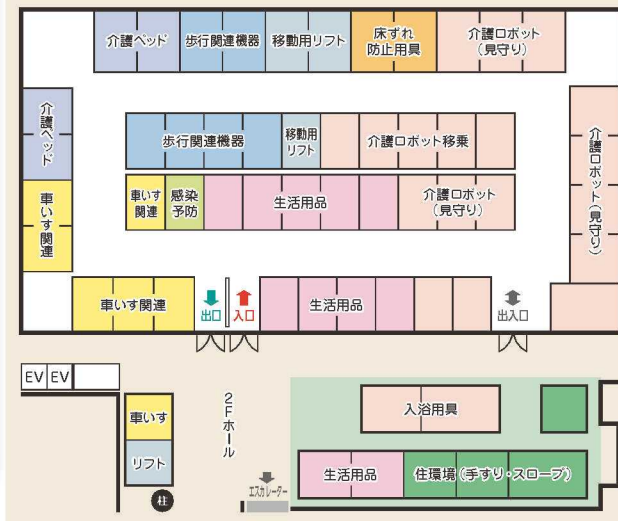 介護ベッド
歩行関連機器
移動用リフト
床ずれ
防止用具
介護ロボット
(見守り)
介護ベッド
車いす関連
歩行関連機器
移動用
リフト
介護ロボット移乗
介護ロボット(見守り)
車いす
関連
感染
予防
生活用品
介護ロボット
(見守り)
車いす関連
出口
入口
生活用品
出入口
EV
EV
車いす
リフト
柱
2Fホール
エスカレーター
入浴用具
生活用品
住環境(手すり・スロープ)